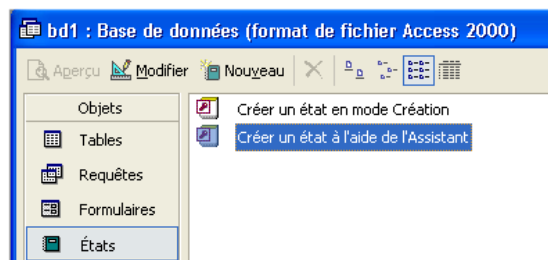 bd1 : Base de données (format de fichier Access 2000)
Aperçu Modifier Nouveau
Objets
Créer un état en mode Création
Tables
Créer un état à l'aide de l'Assistant
Requêtes
Formulaires
États